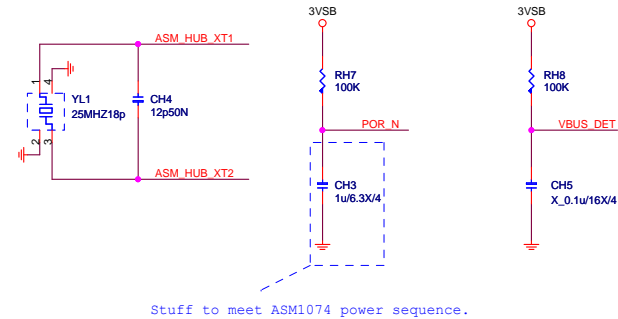 3VSB
3VSB
ASM_HUB_XT1
1
4
YL1
25MHZ18p
2
3
CH4
12p50N
RH7
100K
RH8
100K
POR_N
VBUS_DET
ASM_HUB_XT2
CH3
1u/6.3X/4
CH5
X_0.1u/16X/4
Stuff to meet ASM1074 power sequence.